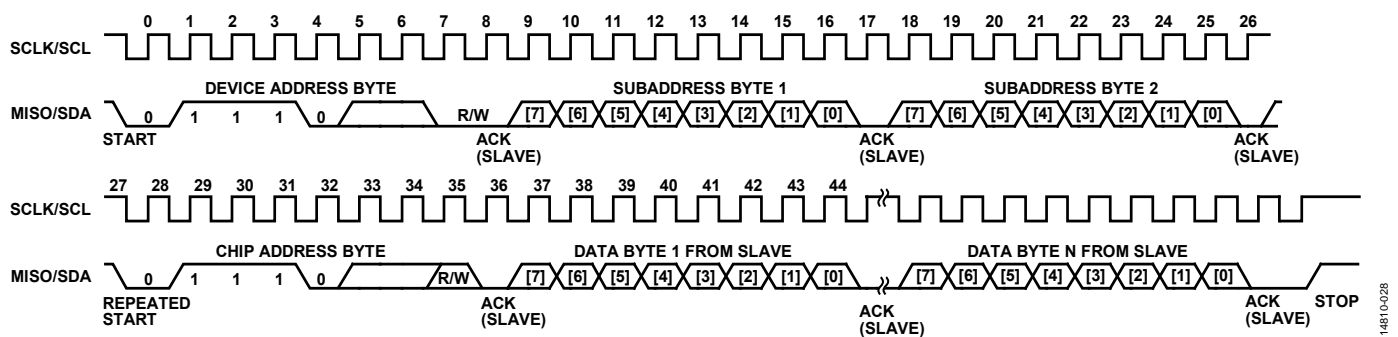 0 1 2 3 4 5 6 7 8 9 10 11 12 13 14 15 16 17 18 19 20 21 22 23 24 25 26
SCLK/SCL
DEVICE ADDRESS BYTE SUBADDRESS BYTE 1 SUBADDRESS BYTE 2
MISO/SDA 0 1 1 1 0 R/W [7] [6] [5] [4] [3] [2] [1] [0] [7] [6] [5] [4] [3] [2] [1] [0]
START ACK ACK ACK
(SLAVE) (SLAVE) (SLAVE)
27 28 29 30 31 32 33 34 35 36 37 38 39 40 41 42 43 44
SCLK/SCL
CHIP ADDRESS BYTE DATA BYTE 1 FROM SLAVE DATA BYTE N FROM SLAVE
MISO/SDA 0 1 1 1 0 R/W [7] [6] [5] [4] [3] [2] [1] [0] [7] [6] [5] [4] [3] [2] [1] [0]
REPEATED ACK ACK ACK STOP
START (SLAVE) (SLAVE) (SLAVE)
14810-028